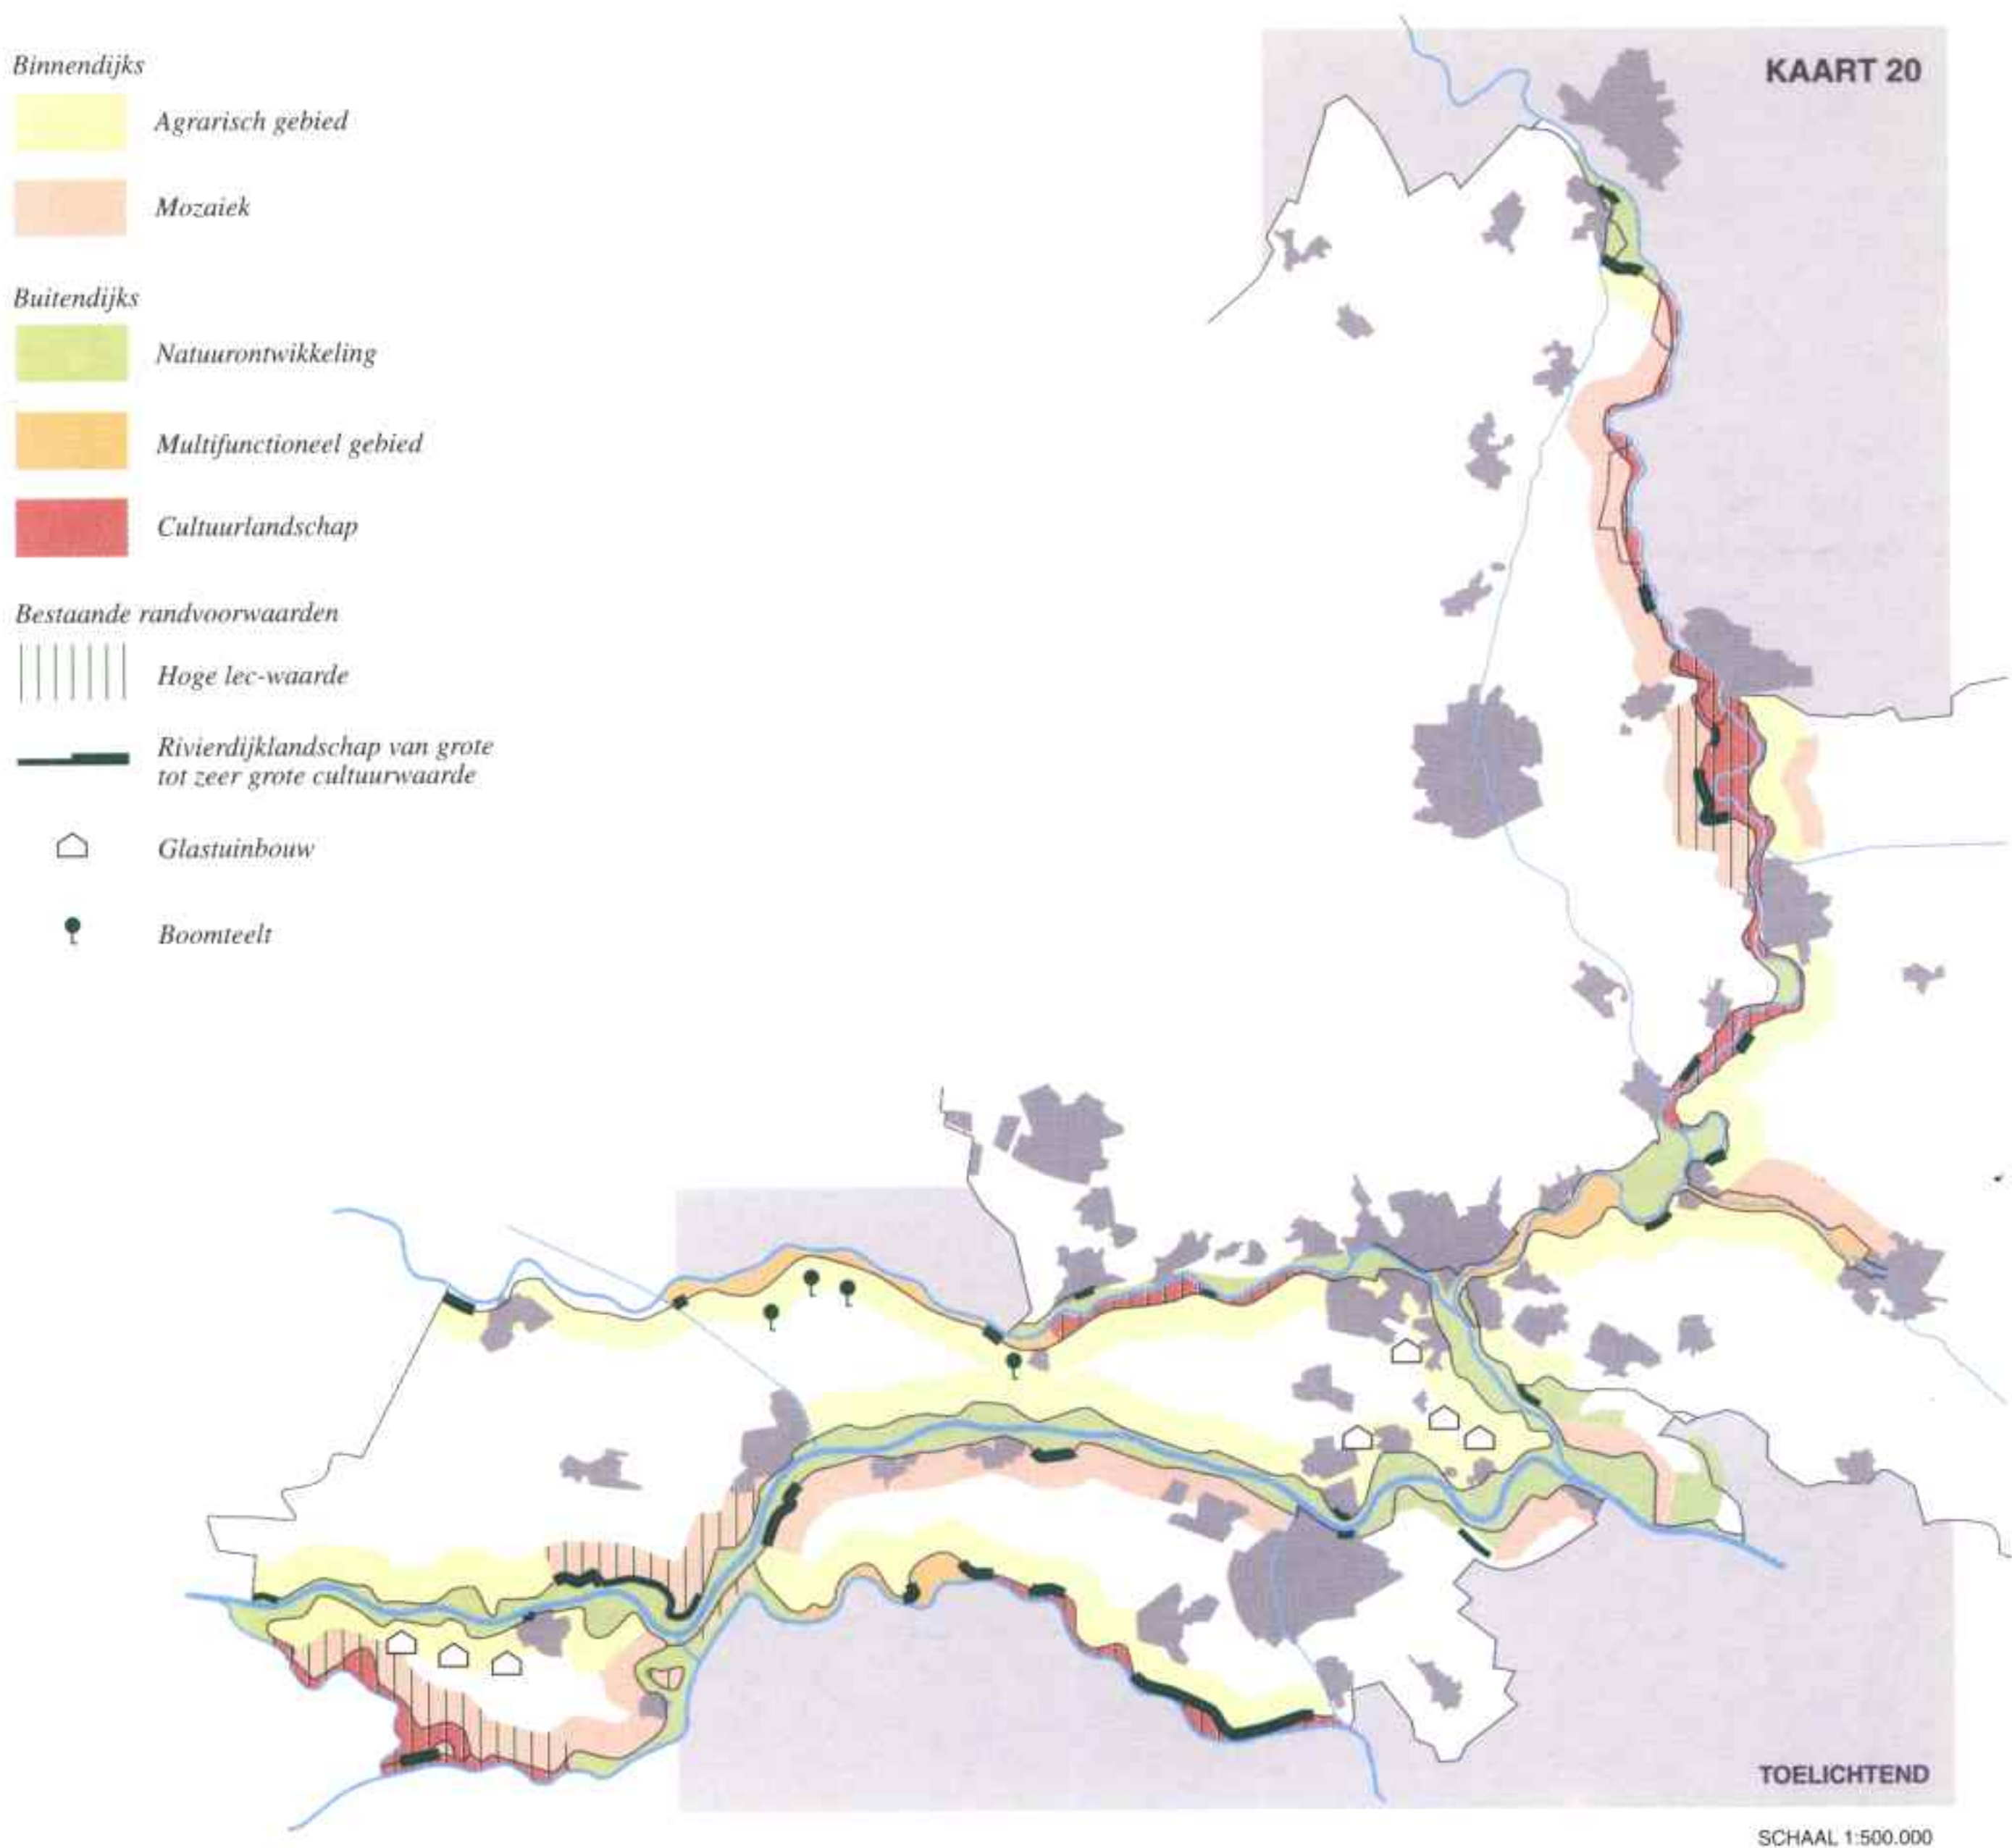 Binnendijks
Agrarisch gebied
Mozaiek
Buitendijks
Natuurontwikkeling
Multifunctioneel gebied
Cultuurlandschap
Bestaande randvoorwaarden
Hoge lec-waarde
Rivierdijklandschap van grote
tot zeer grote cultuurwaarde
Glastuinbouw
Boomteelt
KAART 20
TOELICHTEND
SCHAAL 1:500.000